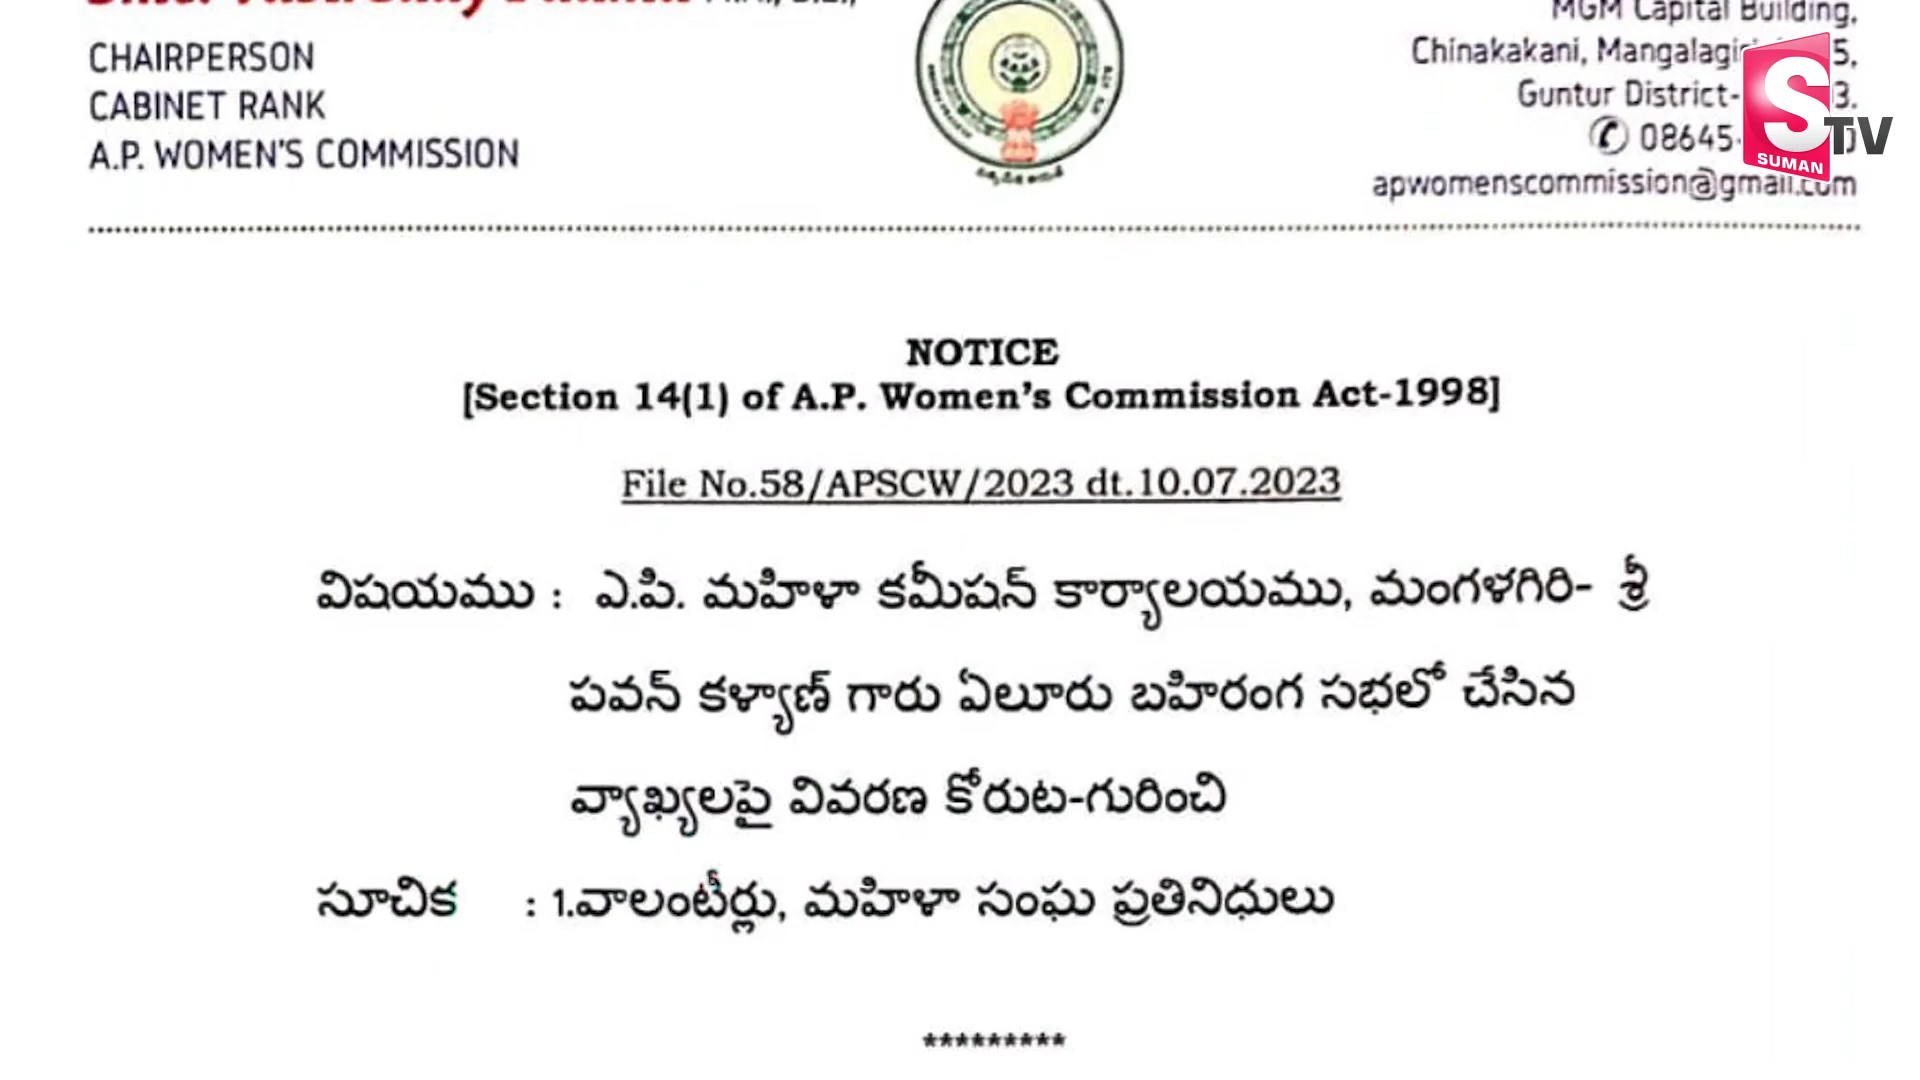 MGM Capital Building,
CHAIRPERSON
Chinakakani,
CABINET RANK
Guntur District-
A.P. WOMEN'S COMMISSION
08645
apwomenscommission@gmail.com
S
TV
SUMAN
NOTICE
[Section 14(1) of A.P. Women's Commission Act-1998]
File No.58/APSCW/2023 dt.10.07.2023
విషయము : ఎ.పి. మహిళా కమీషన్ కార్యాలయము, మంగళగిరి- శ్రీ
పవన్ కళ్యాణ్ గారు ఏలూరు బహిరంగ సభలో చేసిన
వ్యాఖ్యలపై వివరణ కోరుట-గురించి
సూచిక : 1.వాలంటీర్లు, మహిళా సంఘ ప్రతినిధులు
*********